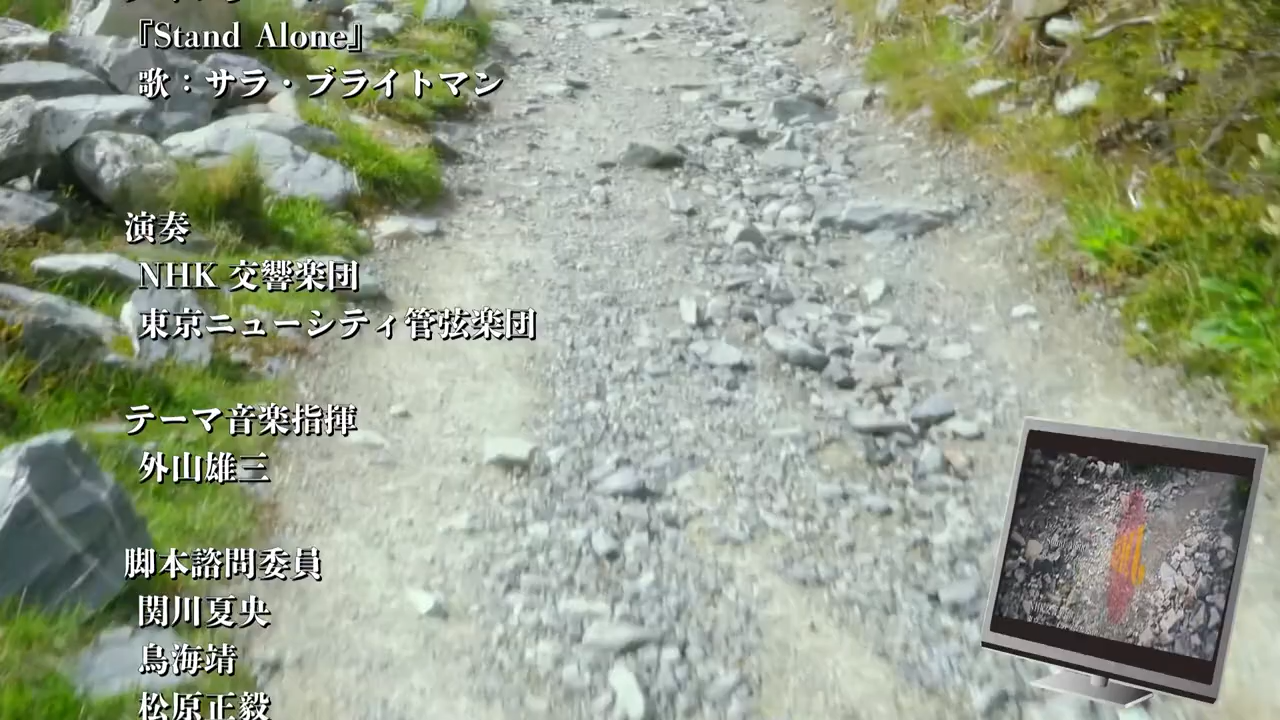 『Stand Alone』
歌：サラ・ブライトマン
演奏
NHK 交響楽団
東京ニューシティ管弦楽団
テーマ音楽指揮
外山雄三
脚本諮問委員
関川夏央
鳥海靖
松原正毅